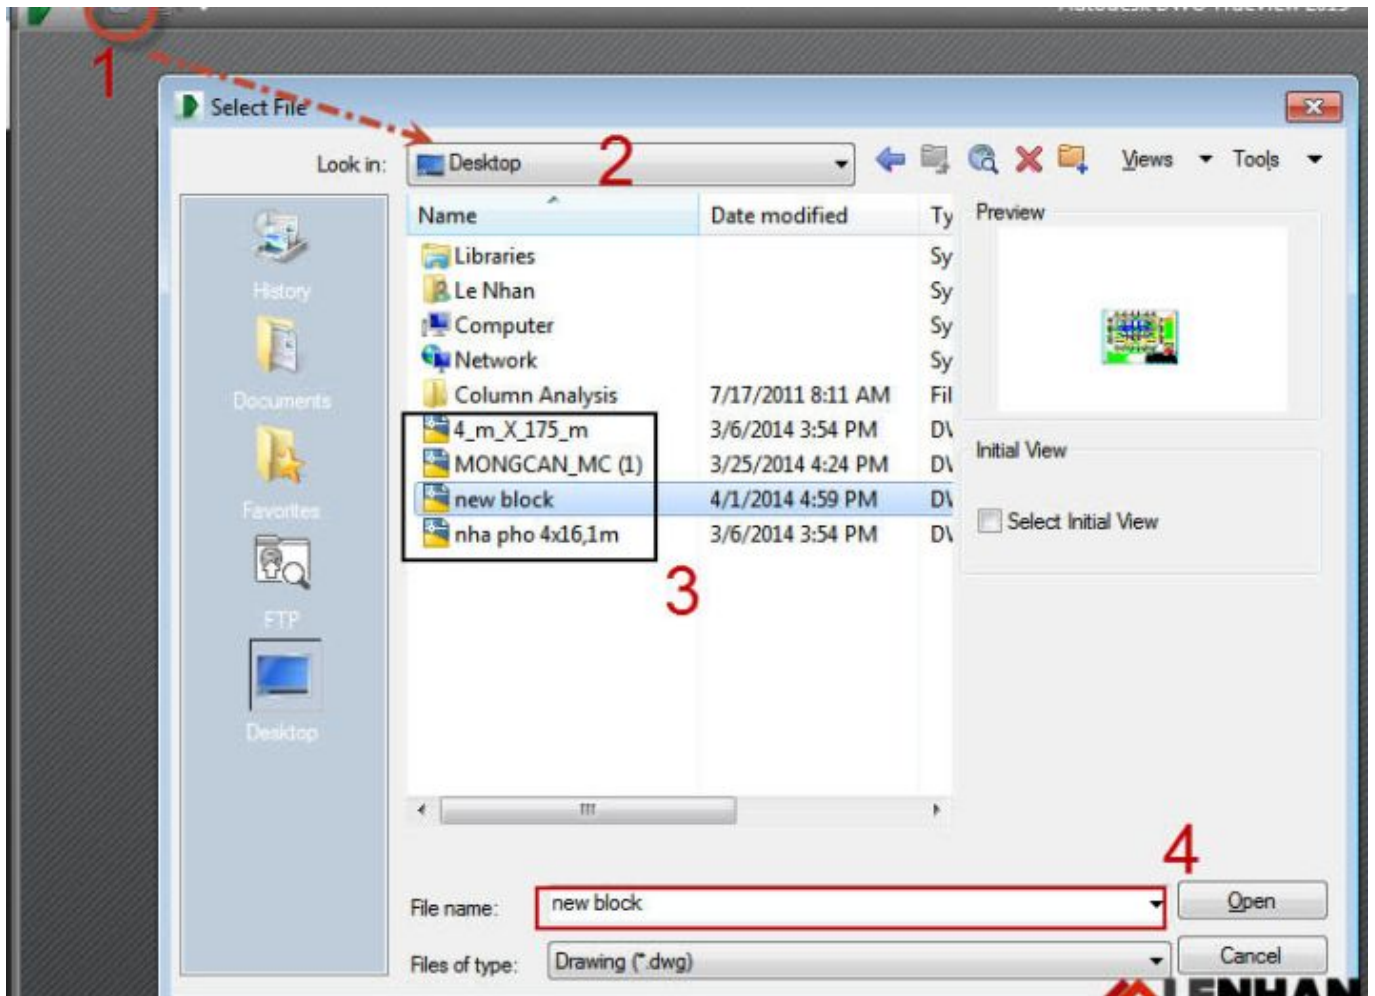 1
Select File
Look in: Desktop 2 Views Tools
Name Date modified Ty Preview
Libraries Sy
History
Le Nhan Sy
Computer Sy
Network Sy
Documents
Column Analysis 7/17/2011 8:11 AM Fil
4_m_X_175_m 3/6/2014 3:54 PM
Initial View
MONGCAN_MC (1) 3/25/2014 4:24 PM
new block 4/1/2014 4:59 PM
Favorites
Select Initial View
nha pho 4x16,1m 3/6/2014 3:54 PM
3
FTP
Desktop
4
File name: new block Open
Files of type: Drawing (*.dwg) Cancel
LENHAN